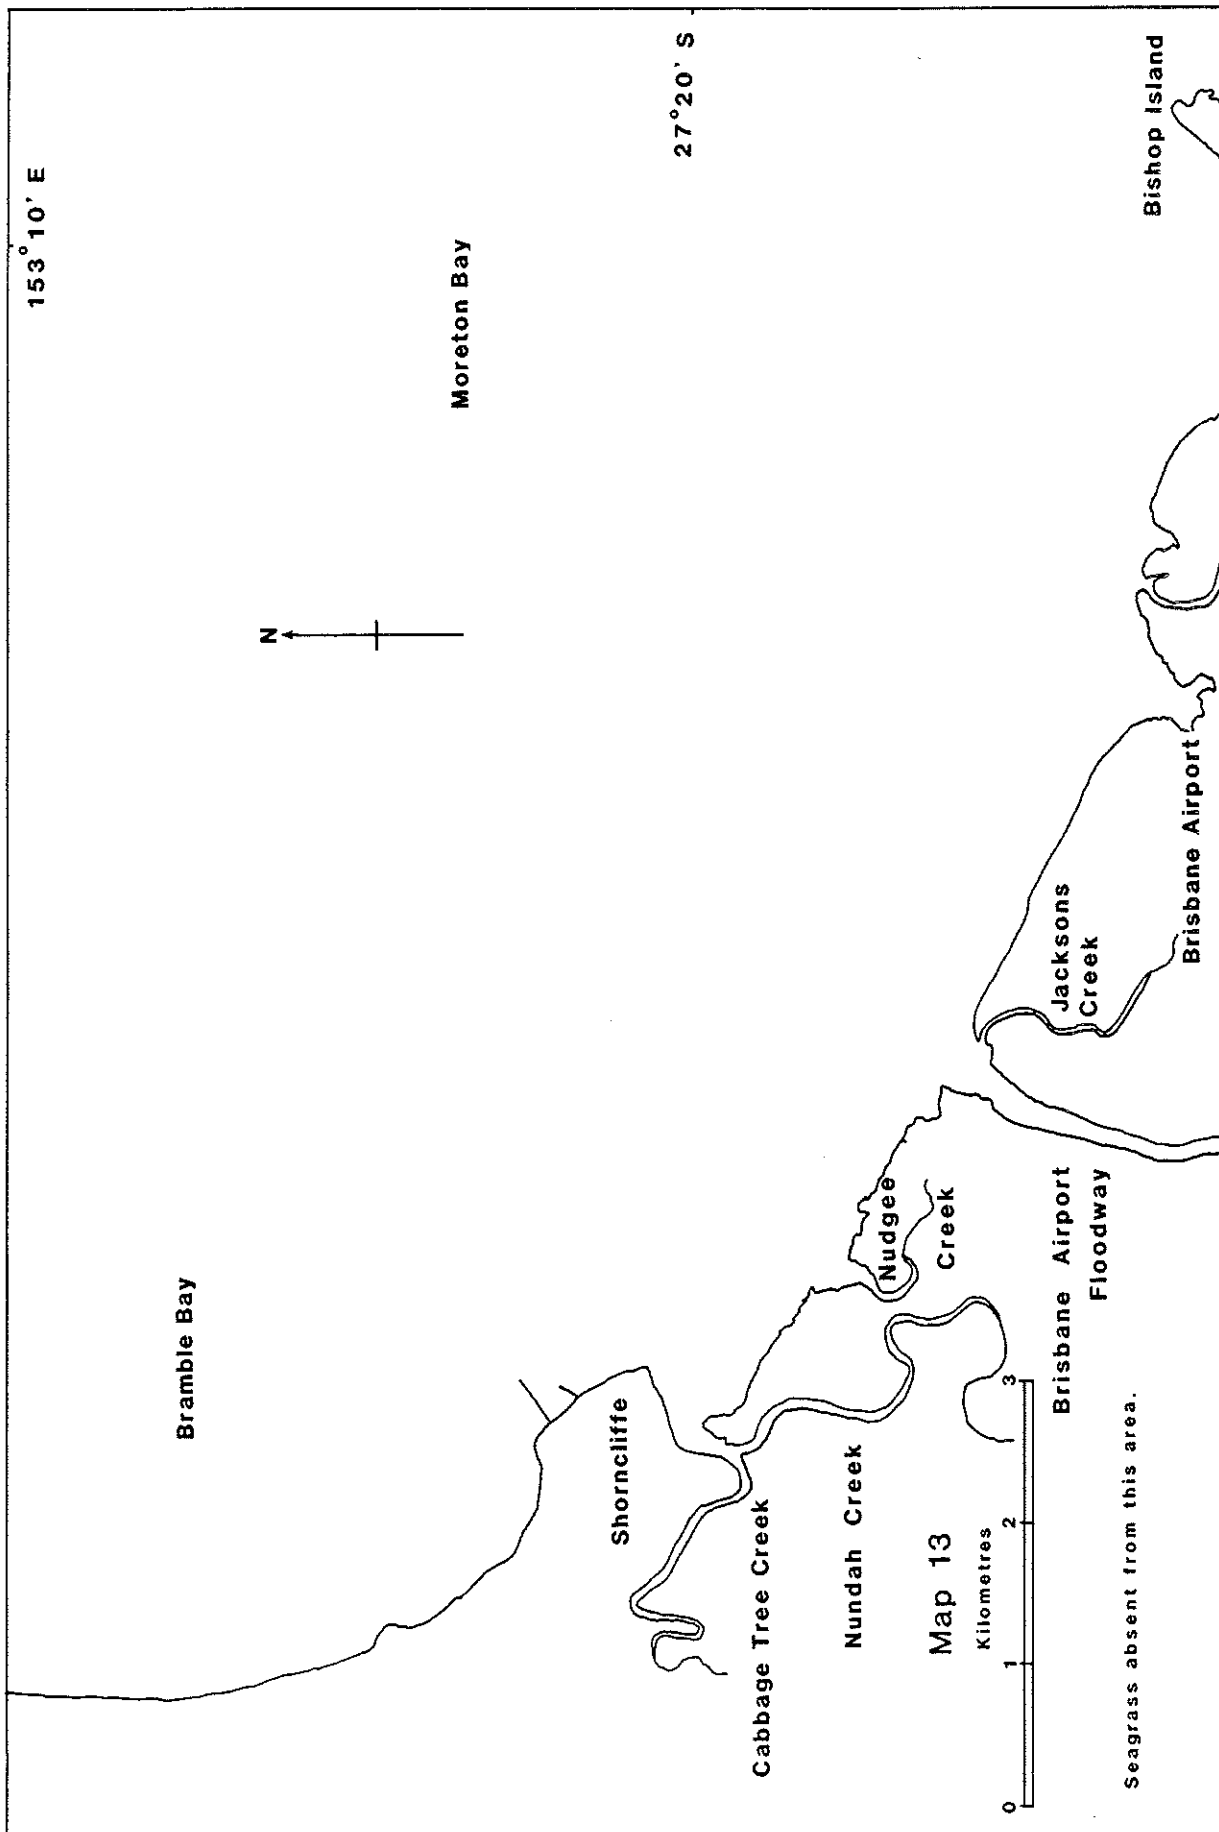 153°10' E
27°20' S
Bramble Bay
Moreton Bay
N
Shorncliffe
Cabbage Tree Creek
Nundah Creek
Nudgee
Creek
Jacksons
Creek
Brisbane Airport
Bishop Island
Brisbane Airport
Floodway
Map 13
Kilometres
0 1 2 3
Seagrass absent from this area.